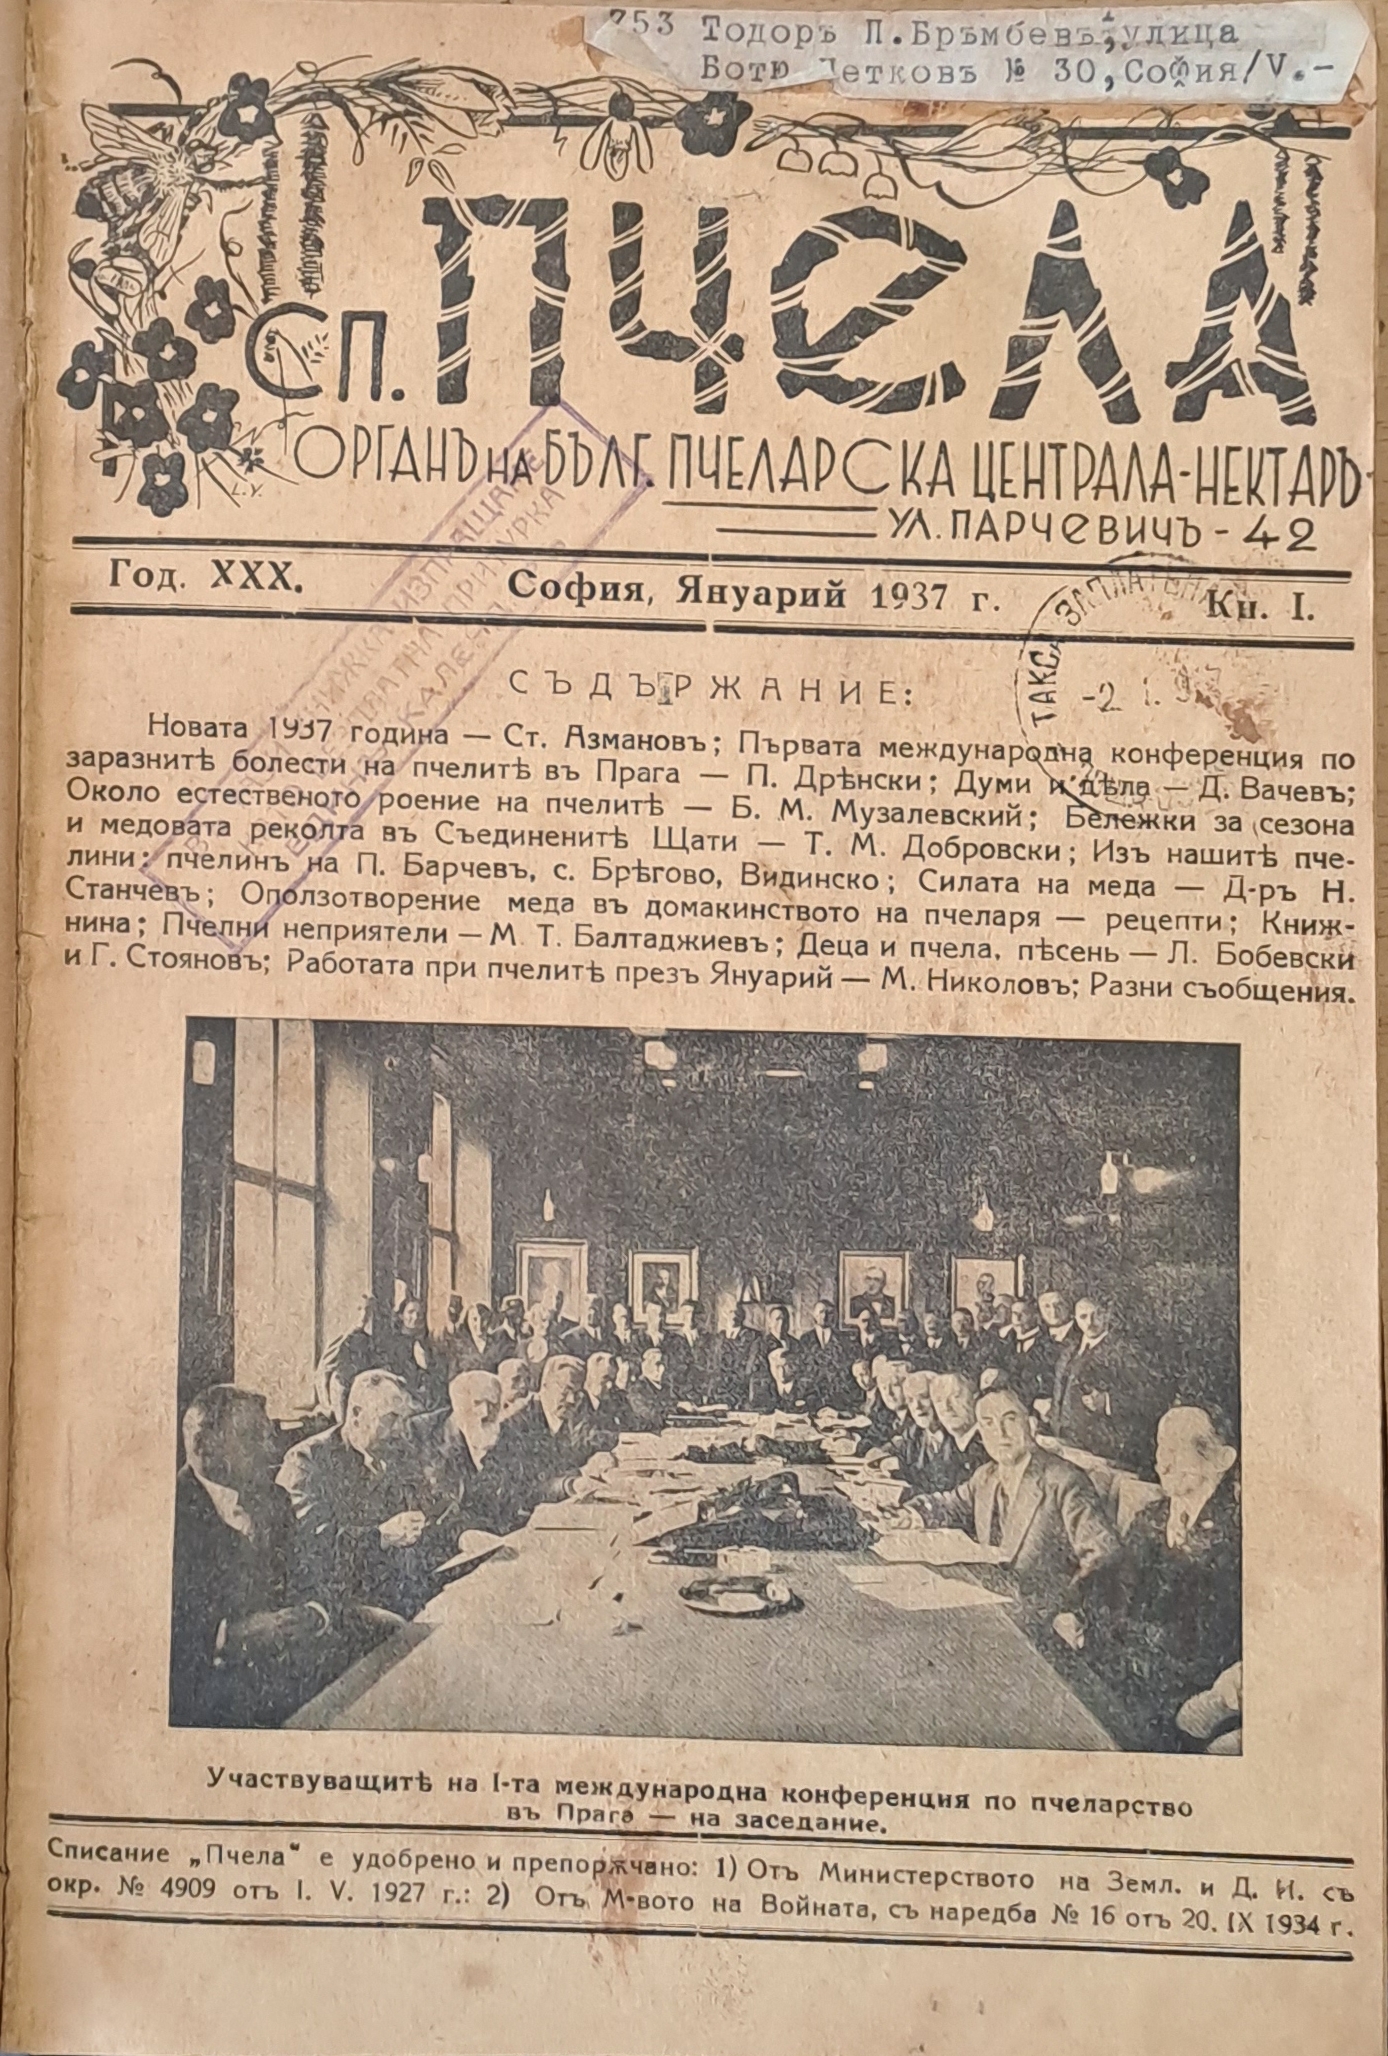 753 Тодоръ П.Бръмбевъ,улица
Ботю Петковъ № 30,София/V.-
Сп. ПЧЕЛА
ОРГАНЪ НА БЪЛГ. ПЧЕЛАРСКА ЦЕНТРАЛА-НЕКТАРЪ-
УЛ. ПАРЧЕВИЧЪ - 42
Год. XXX. София, Януарий 1937 г. Кн. I.
ТАКСА ЗАПЛАТЕНА
-2. I.
СЪДЪРЖАНИЕ:
Новата 1937 година — Ст. Азмановъ; Първата международна конференция по
заразнитѣ болести на пчелитѣ въ Прага — П. Дрѣнски; Думи и дѣла — Д. Вачевъ;
Около естественото роение на пчелитѣ — Б. М. Музалевский; Бележки за сезона
и медовата реколта въ Съединенитѣ Щати — Т. М. Добровски; Изъ нашитѣ пче-
лини: пчелинъ на П. Барчевъ, с. Брѣгово, Видинско; Силата на меда — Д-ръ Н.
Станчевъ; Оползотворение меда въ домакинството на пчеларя — рецепти; Книж-
нина; Пчелни неприятели — М. Т. Балтаджиевъ; Деца и пчела, пѣсень — Л. Бобевски
и Г. Стояновъ; Работата при пчелитѣ презъ Януарий — М. Николовъ; Разни съобщения.
Участвуващитѣ на I-та международна конференция по пчеларство
въ Прага — на заседание.
Списание „Пчела“ е удобрено и препорѫчано: 1) Отъ Министерството на Земл. и Д. И. съ
окр. № 4909 отъ I. V. 1927 г.: 2) Отъ М-вото на Войната, съ наредба № 16 отъ 20. IX 1934 г.